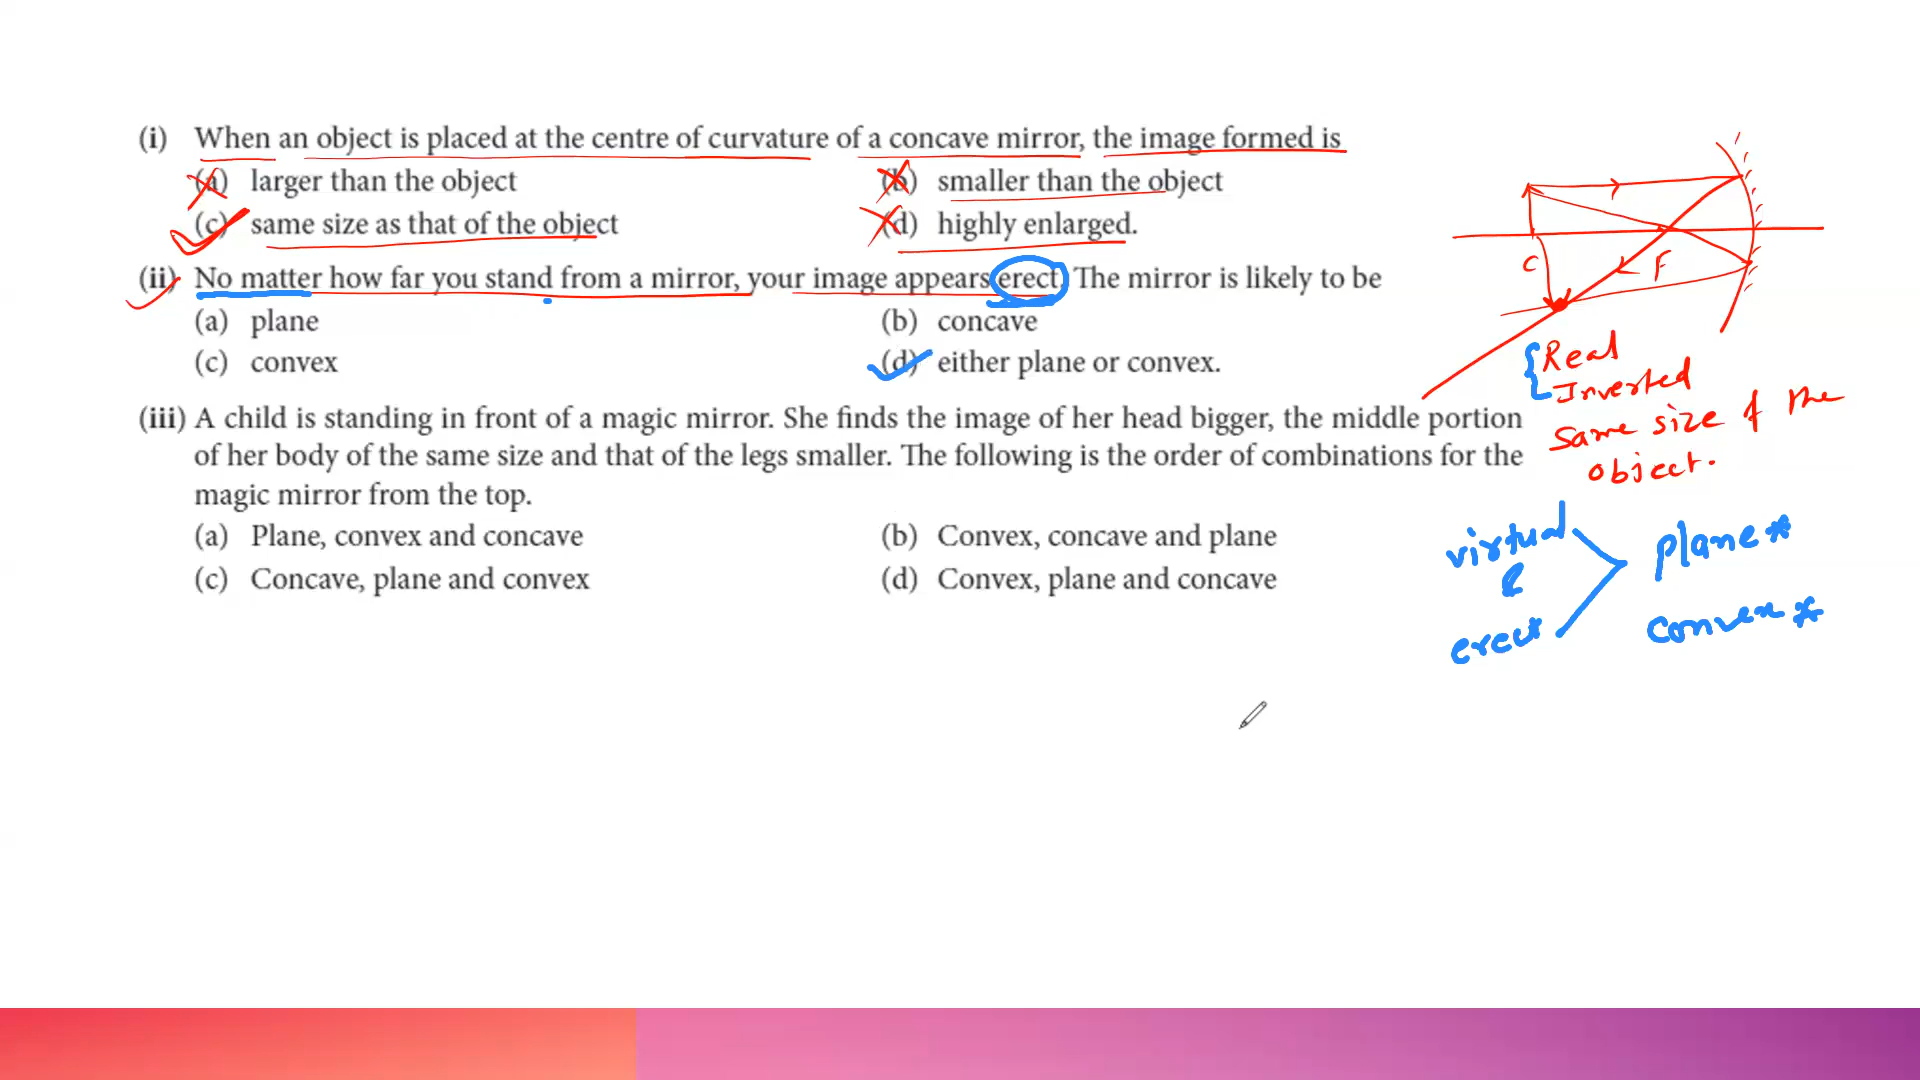 (i) When an object is placed at the centre of curvature of a concave mirror, the image formed is
(a) larger than the object (b) smaller than the object
(c) same size as that of the object (d) highly enlarged.
(ii) No matter how far you stand from a mirror, your image appears erect. The mirror is likely to be
(a) plane (b) concave
(c) convex (d) either plane or convex.
(iii) A child is standing in front of a magic mirror. She finds the image of her head bigger, the middle portion
of her body of the same size and that of the legs smaller. The following is the order of combinations for the
magic mirror from the top.
(a) Plane, convex and concave (b) Convex, concave and plane
(c) Concave, plane and convex (d) Convex, plane and concave
C F
Real
Inverted
Same size of the
object.
virtual
&
erect
plane*
convex*